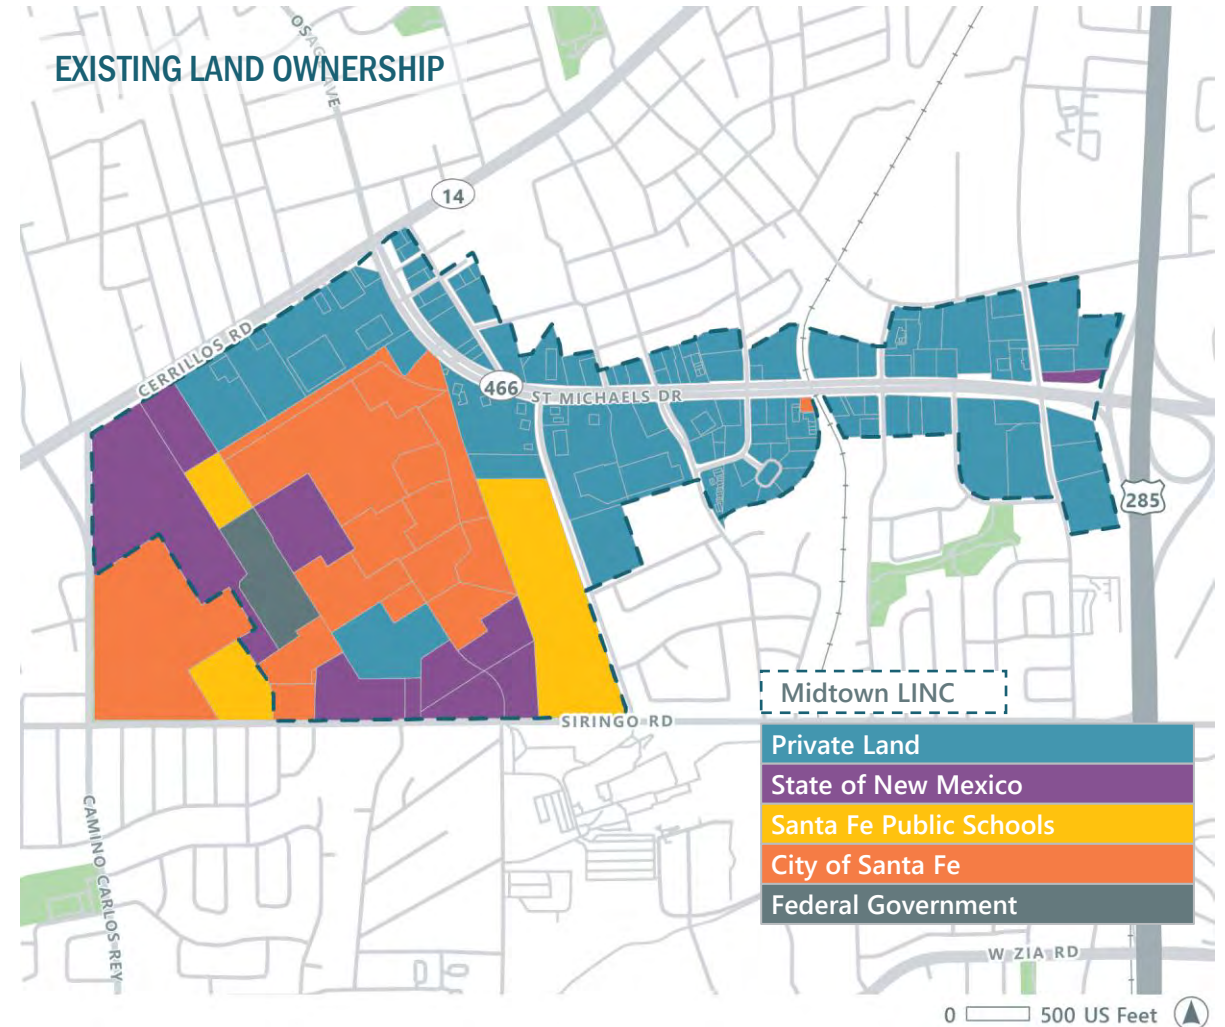 EXISTING LAND OWNERSHIP
OSAGE AVE
14
CERRILLOS RD
466
ST MICHAELS DR
285
Midtown LINC
SIRINGO RD
Private Land
State of New Mexico
Santa Fe Public Schools
City of Santa Fe
Federal Government
CAMINO CARLOS REY
W ZIA RD
0 500 US Feet